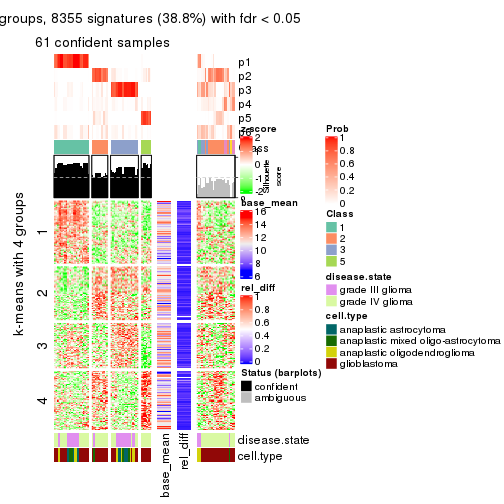 groups, 8355 signatures (38.8%) with fdr < 0.05
61 confident samples
p1
p2
p3
p4
p5
p6
Class
z-score
2
1
0
-1
-2
Silhouette
score
base_mean
16
14
12
10
8
6
rel_diff
1
0.8
0.6
0.4
0.2
0
Status (barplots)
confident
ambiguous
Prob
1
0.8
0.6
0.4
0.2
0
Class
1
2
3
5
disease.state
grade III glioma
grade IV glioma
cell.type
anaplastic astrocytoma
anaplastic mixed oligo-astrocytoma
anaplastic oligodendroglioma
glioblastoma
k-means with 4 groups
1
2
3
4
disease.state
cell.type
base_mean
rel_diff